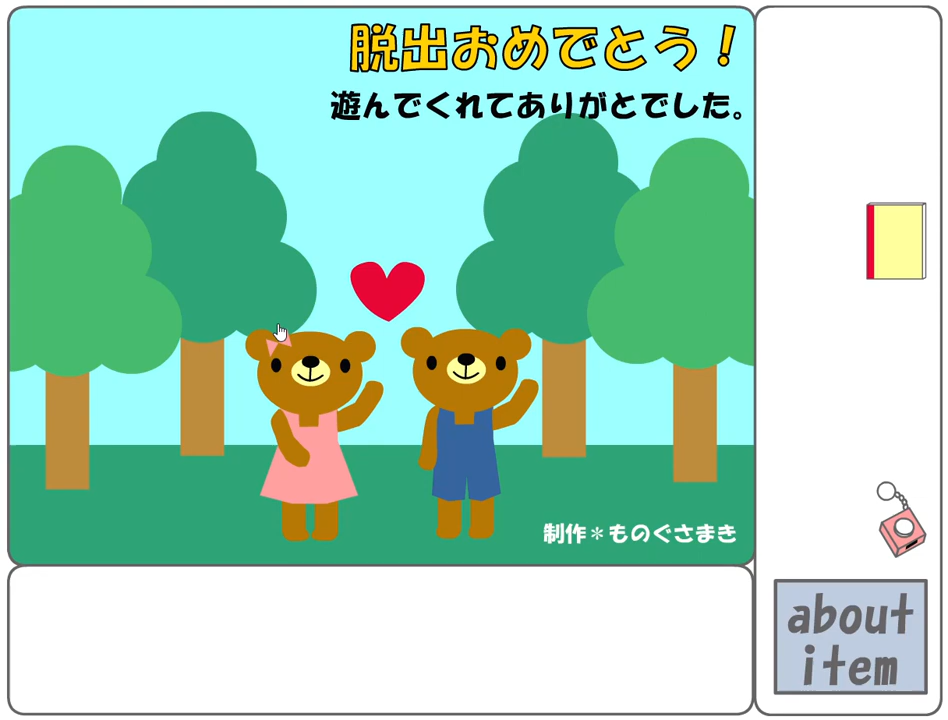 脱出おめでとう！
遊んでくれてありがとでした。
制作＊ものぐさまき
about
item